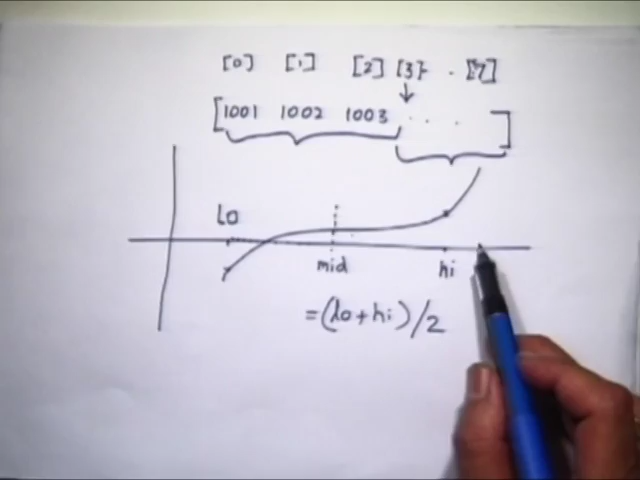 [0] [1] [2] [3] . [7]
[1001 1002 1003 . . . ]
lo
mid hi
=(lo+hi)/2